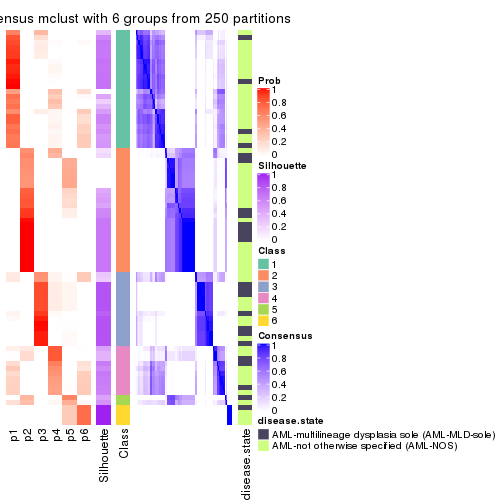 ensus mclust with 6 groups from 250 partitions
Prob
1
0.8
0.6
0.4
0.2
0
Silhouette
1
0.8
0.6
0.4
0.2
0
Class
1
2
3
4
5
6
Consensus
1
0.8
0.6
0.4
0.2
0
disease.state
AML-multilineage dysplasia sole (AML-MLD-sole)
AML-not otherwise specified (AML-NOS)
p1
p2
p3
p4
p5
p6
Silhouette
Class
disease.state